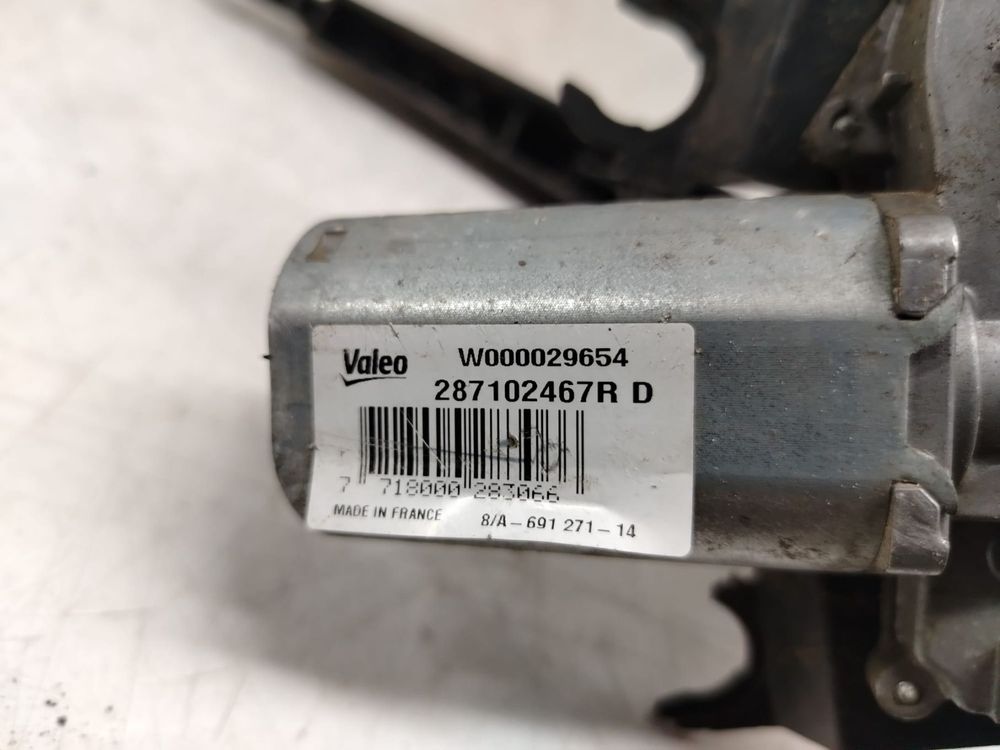 Valeo W000029654
287102467R D
7 718000 283066
MADE IN FRANCE 8/A-691 271-14